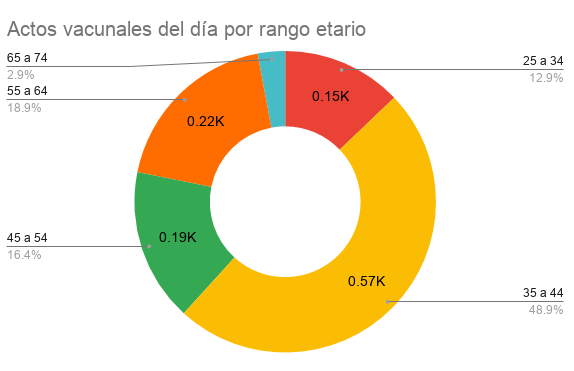 Actos vacunales del día por rango etario
65 a 74
2.9%
25 a 34
12.9%
55 a 64
18.9%
0.15K
0.22K
45 a 54
16.4%
0.19K
0.57K
35 a 44
48.9%